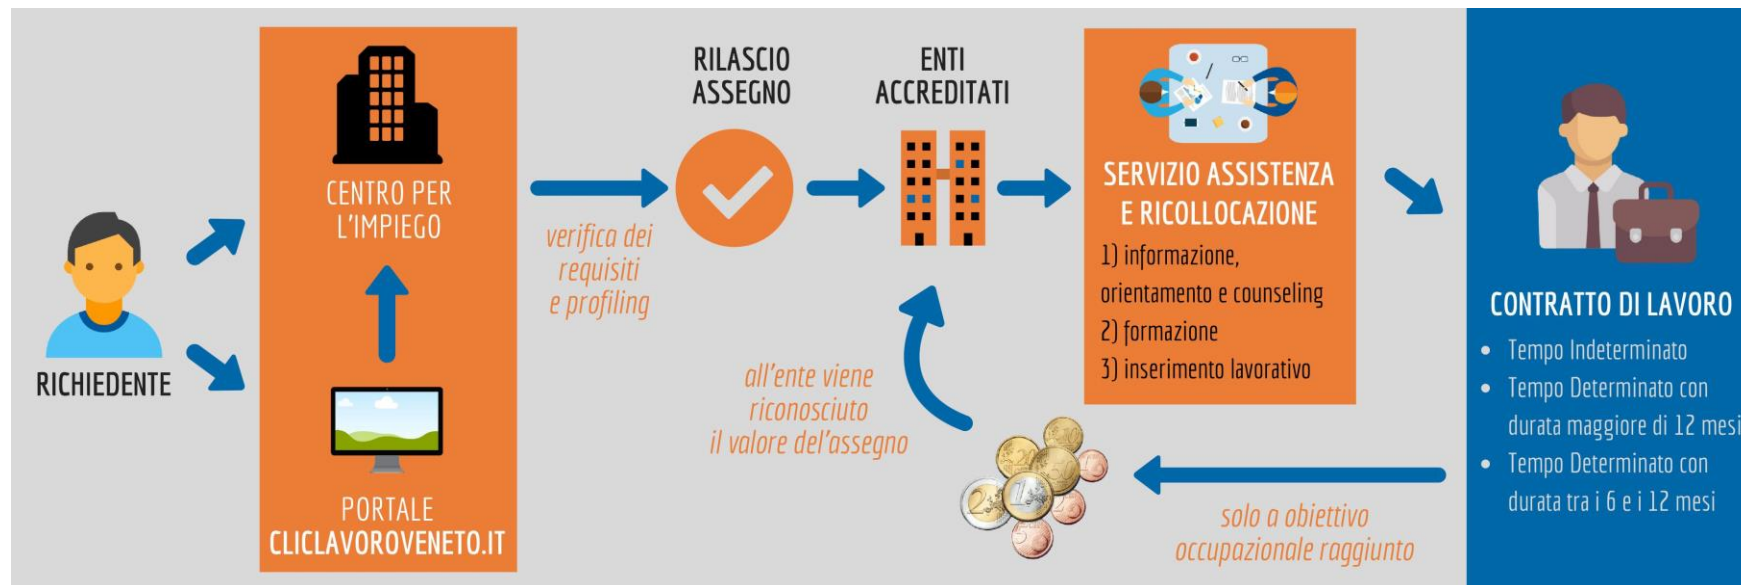 RICHIEDENTE
CENTRO PER
L'IMPIEGO
PORTALE
CLICLAVOROVENETO.IT
verifica dei
requisiti
e profiling
RILASCIO
ASSEGNO
ENTI
ACCREDITATI
all'ente viene
riconosciuto
il valore del'assegno
SERVIZIO ASSISTENZA
E RICOLLOCAZIONE
1) informazione,
orientamento e counseling
2) formazione
3) inserimento lavorativo
CONTRATTO DI LAVORO
• Tempo Indeterminato
• Tempo Determinato con
durata maggiore di 12 mesi
• Tempo Determinato con
durata tra i 6 e i 12 mesi
solo a obiettivo
occupazionale raggiunto